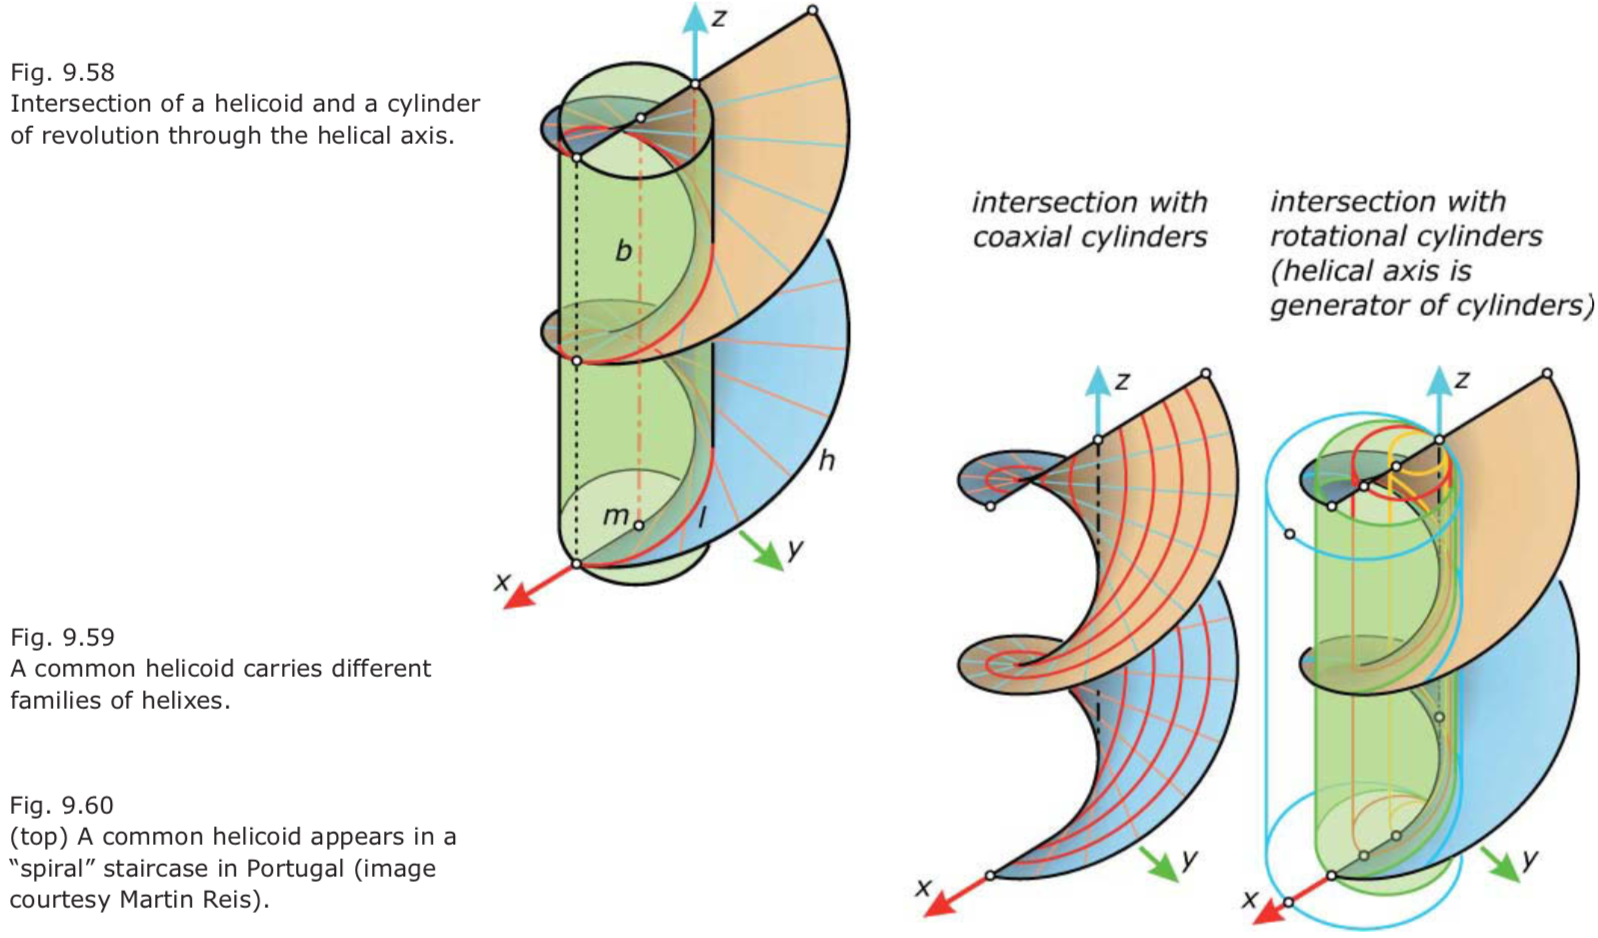 Fig. 9.58
Intersection of a helicoid and a cylinder
of revolution through the helical axis.
z
b
m
l
h
x
y
Fig. 9.59
A common helicoid carries different
families of helixes.
Fig. 9.60
(top) A common helicoid appears in a
“spiral” staircase in Portugal (image
courtesy Martin Reis).
intersection with
coaxial cylinders
z
x
y
intersection with
rotational cylinders
(helical axis is
generator of cylinders)
z
x
y